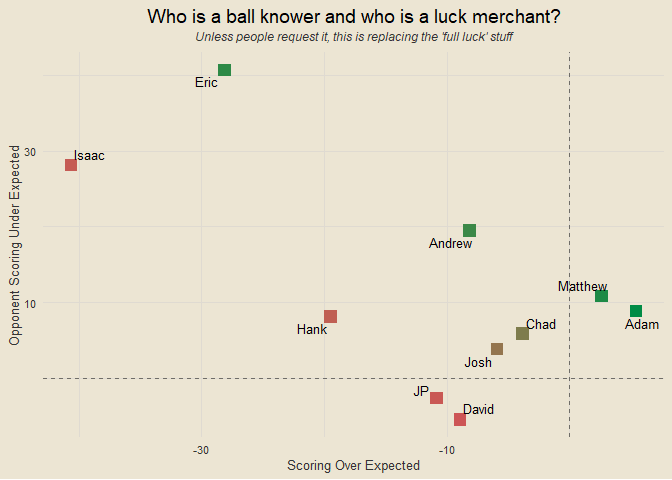 Who is a ball knower and who is a luck merchant?
Unless people request it, this is replacing the 'full luck' stuff
Eric
Isaac
30
Andrew
Matthew
10
Hank
Chad
Adam
Josh
JP
David
Opponent Scoring Under Expected
-30
-10
Scoring Over Expected